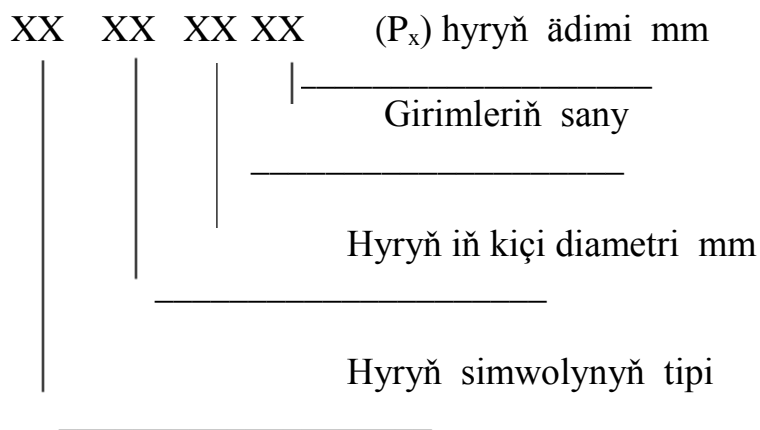 XX XX XX XX (Pₓ) hyryň ädimi mm
Girimleriň sany
Hyryň iň kiçi diametri mm
Hyryň simwolynyň tipi